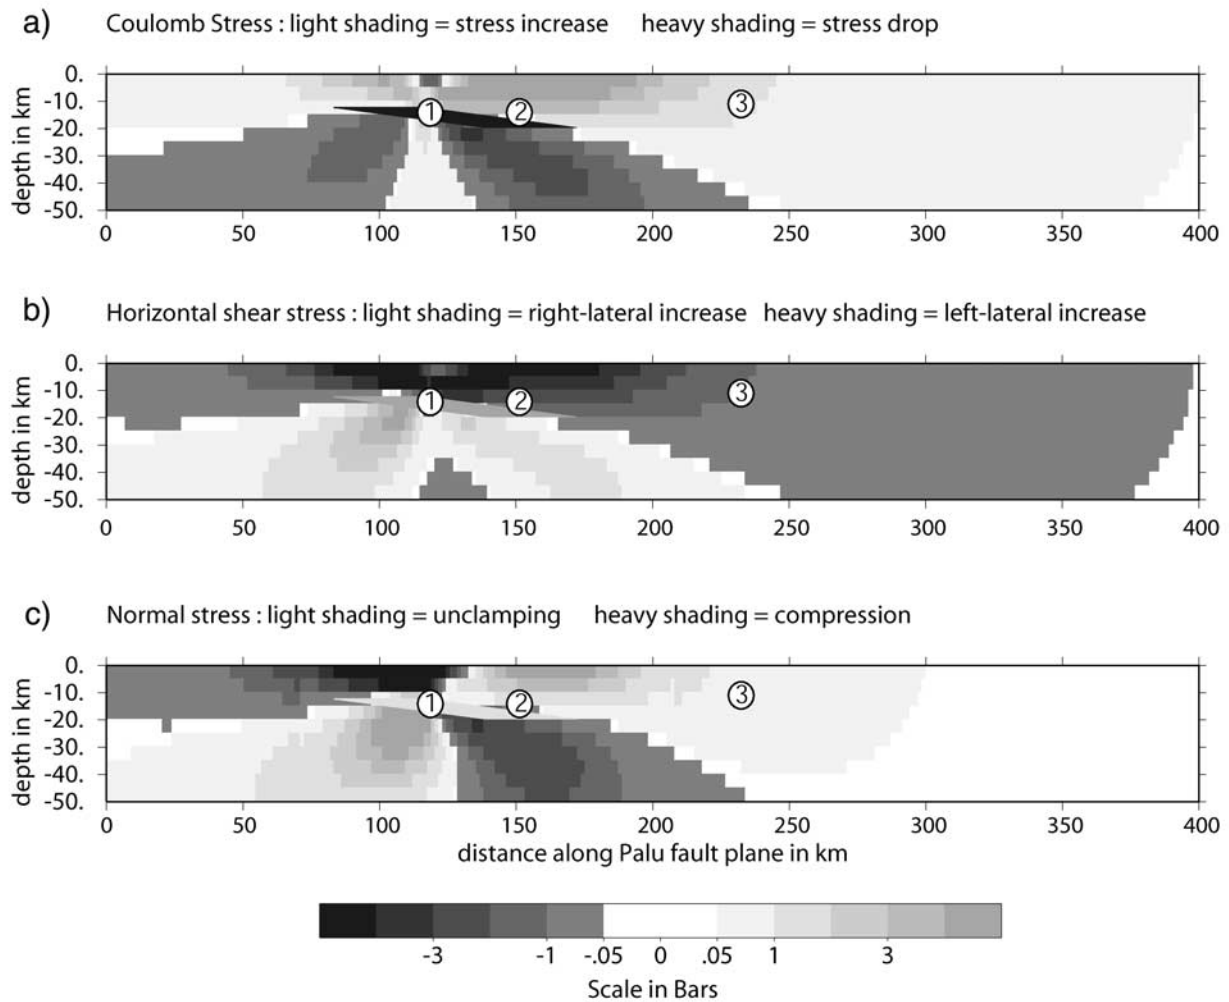 a) Coulomb Stress : light shading = stress increase heavy shading = stress drop
0.
-10.
-20.
-30.
-40.
-50.
depth in km
1 2 3
0 50 100 150 200 250 300 350 400
b) Horizontal shear stress : light shading = right-lateral increase heavy shading = left-lateral increase
0.
-10.
-20.
-30.
-40.
-50.
depth in km
1 2 3
0 50 100 150 200 250 300 350 400
c) Normal stress : light shading = unclamping heavy shading = compression
0.
-10.
-20.
-30.
-40.
-50.
depth in km
1 2 3
0 50 100 150 200 250 300 350 400
distance along Palu fault plane in km
-3 -1 -.05 0 .05 1 3
Scale in Bars